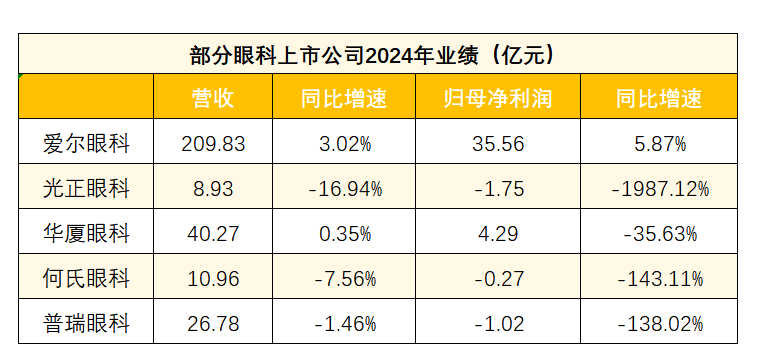 部分眼科上市公司2024年业绩（亿元）
营收 同比增速 归母净利润 同比增速
爱尔眼科 209.83 3.02% 35.56 5.87%
光正眼科 8.93 -16.94% -1.75 -1987.12%
华厦眼科 40.27 0.35% 4.29 -35.63%
何氏眼科 10.96 -7.56% -0.27 -143.11%
普瑞眼科 26.78 -1.46% -1.02 -138.02%